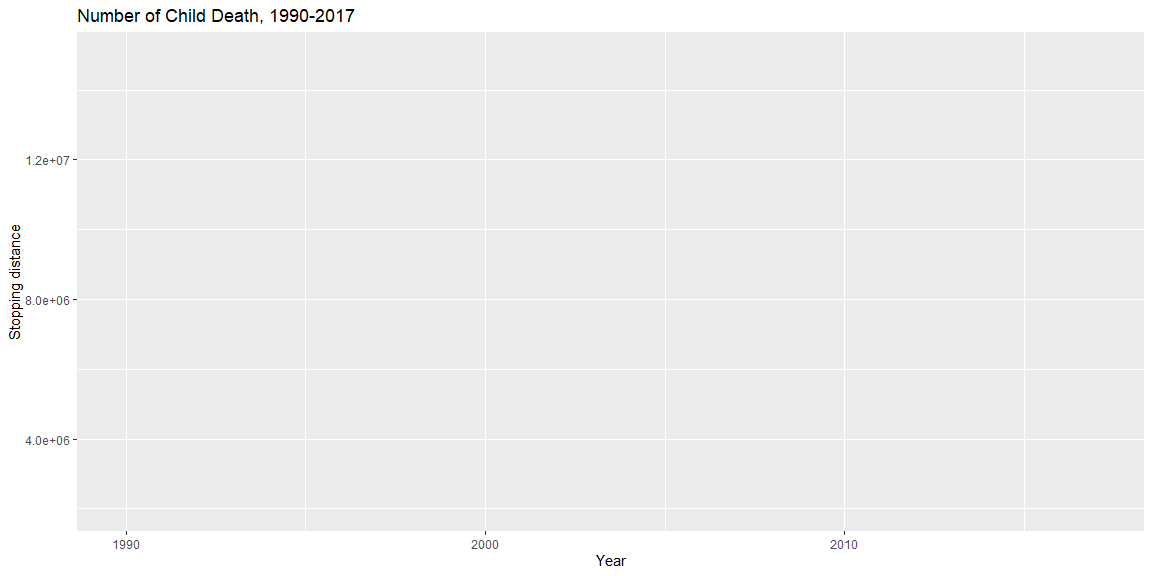 Number of Child Death, 1990-2017
1.2e+07
8.0e+06
4.0e+06
Stopping distance
1990
2000
2010
Year